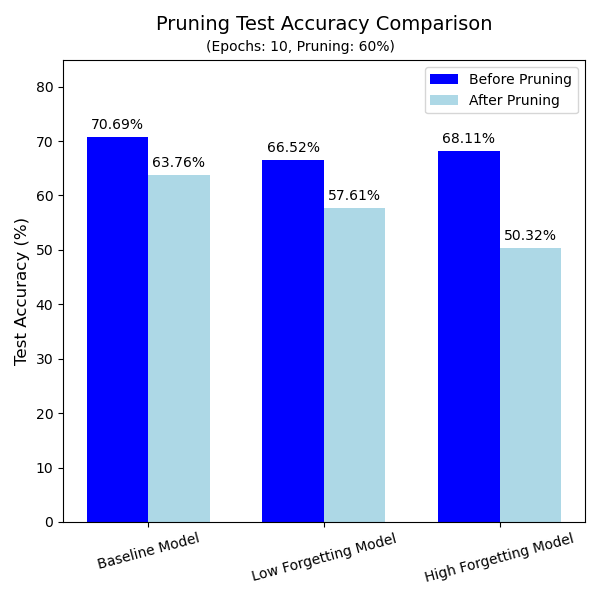 Pruning Test Accuracy Comparison
(Epochs: 10, Pruning: 60%)
Before Pruning
After Pruning
Test Accuracy (%)
80
70
60
50
40
30
20
10
0
70.69%
63.76%
66.52%
57.61%
68.11%
50.32%
Baseline Model
Low Forgetting Model
High Forgetting Model